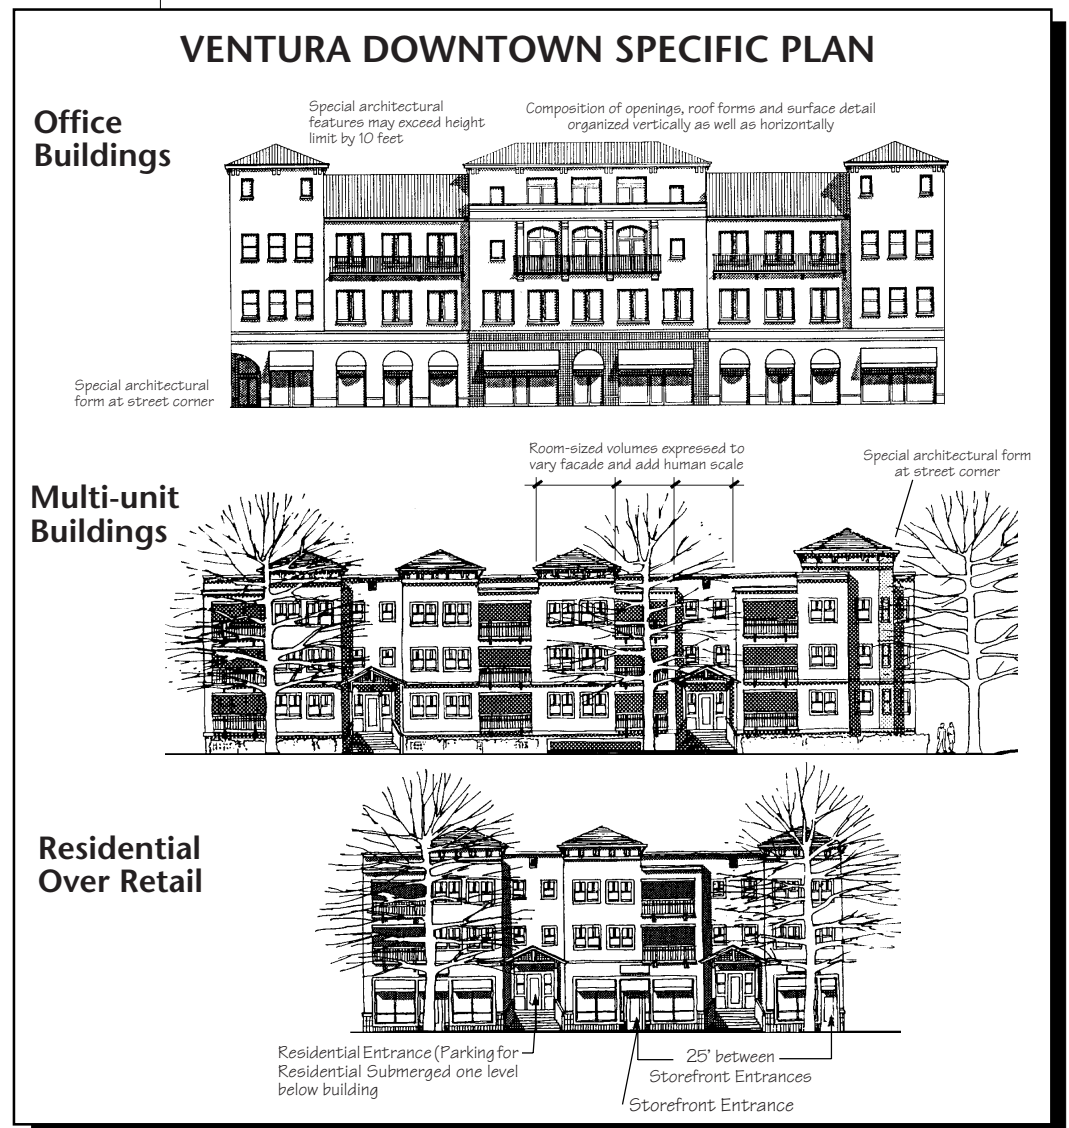 VENTURA DOWNTOWN SPECIFIC PLAN
Office
Buildings
Special architectural
features may exceed height
limit by 10 feet
Composition of openings, roof forms and surface detail
organized vertically as well as horizontally
Special architectural
form at street corner
Multi-unit
Buildings
Room-sized volumes expressed to
vary facade and add human scale
Special architectural form
at street corner
Residential
Over Retail
Residential Entrance (Parking for
Residential Submerged one level
below building
25' between
Storefront Entrances
Storefront Entrance